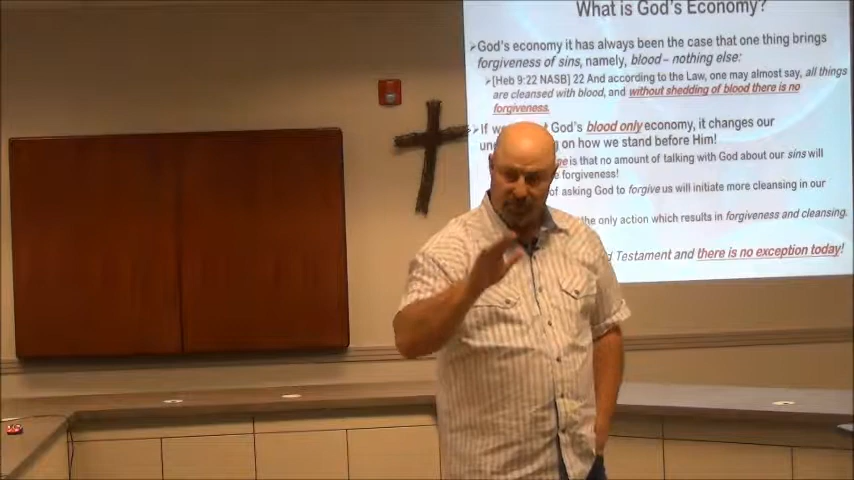 What is God's Economy?
➢God's economy it has always been the case that one thing brings
forgiveness of sins, namely, blood – nothing else:
➢[Heb 9:22 NASB] 22 And according to the Law, one may almost say, all things
are cleansed with blood, and without shedding of blood there is no
forgiveness.
➢If God's blood only economy, it changes our
on how we stand before Him!
is that no amount of talking with God about our sins will
forgiveness!
of asking God's forgive us will initiate more cleansing in our
the only action which results in forgiveness and cleansing.
Testament and there is no exception today!